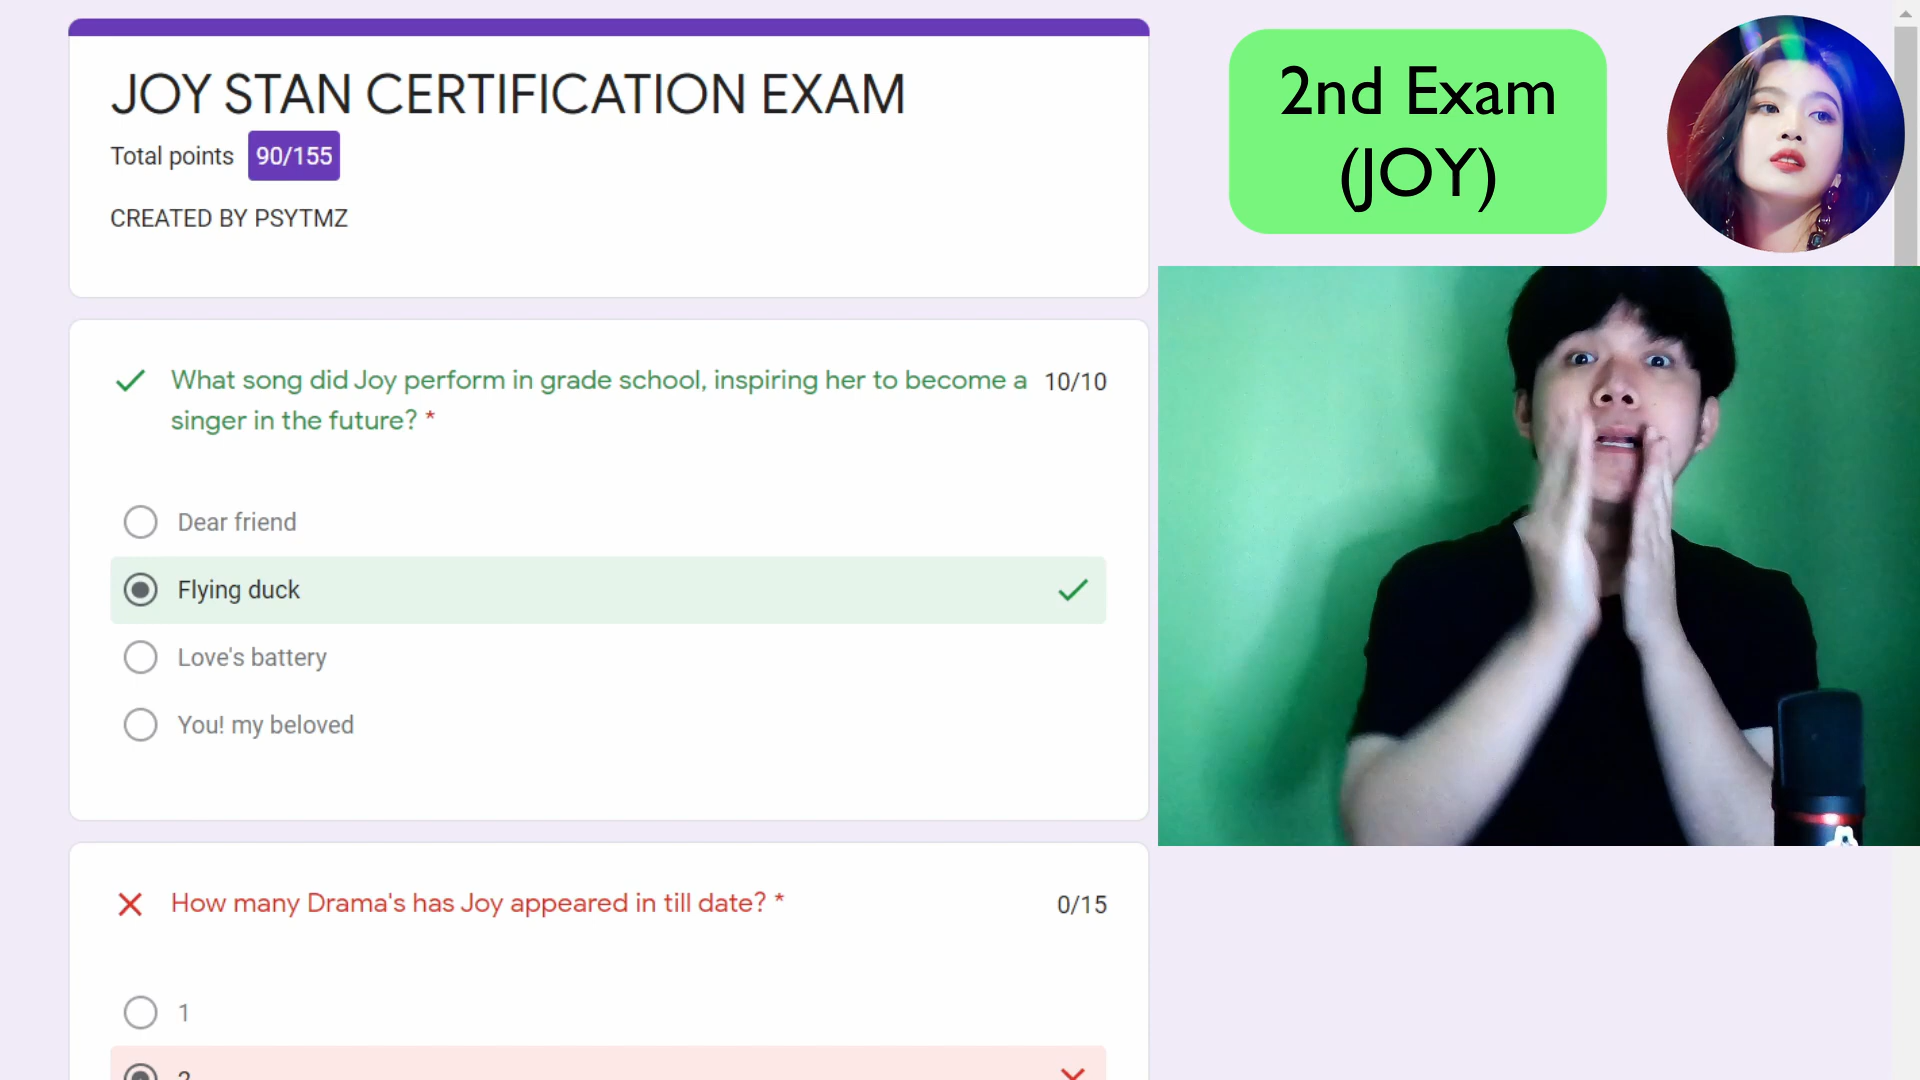 JOY STAN CERTIFICATION EXAM
Total points 90/155
CREATED BY PSYTMZ
2nd Exam
(JOY)
What song did Joy perform in grade school, inspiring her to become a 10/10
singer in the future? *
Dear friend
Flying duck
Love's battery
You! my beloved
How many Drama's has Joy appeared in till date? * 0/15
1
2